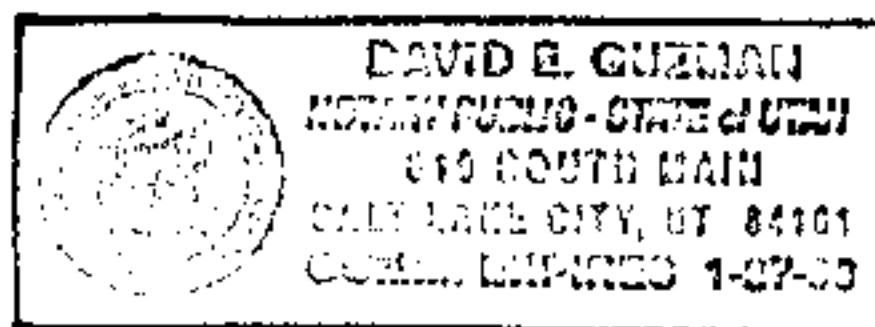 DAVID E. GUZMAN
NOTARY PUBLIC - STATE of UTAH
SOUTH MAIN
SALT LAKE CITY, UT 84101
COMM. EXPIRES